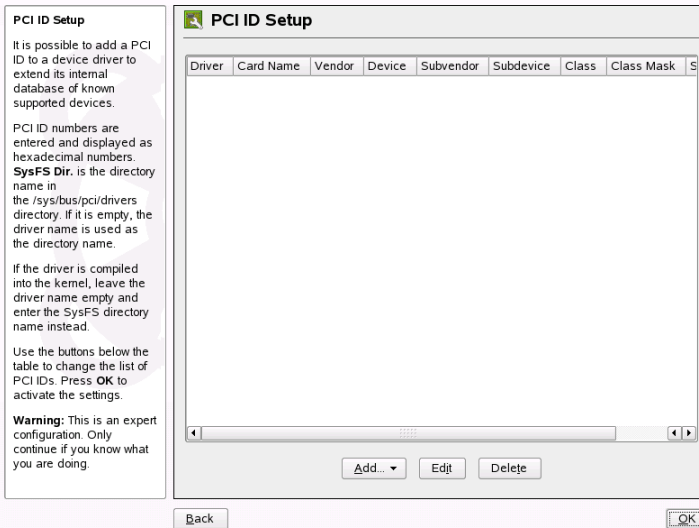 PCI ID Setup
It is possible to add a PCI
ID to a device driver to
extend its internal
database of known
supported devices.
PCI ID numbers are
entered and displayed as
hexadecimal numbers.
SysFS Dir. is the directory
name in
the /sys/bus/pci/drivers
directory. If it is empty, the
driver name is used as
the directory name.
If the driver is compiled
into the kernel, leave the
driver name empty and
enter the SysFS directory
name instead.
Use the buttons below the
table to change the list of
PCI IDs. Press OK to
activate the settings.
Warning: This is an expert
configuration. Only
continue if you know what
you are doing.
PCI ID Setup
Driver Card Name Vendor Device Subvendor Subdevice Class Class Mask S
Add... Edit Delete
Back OK